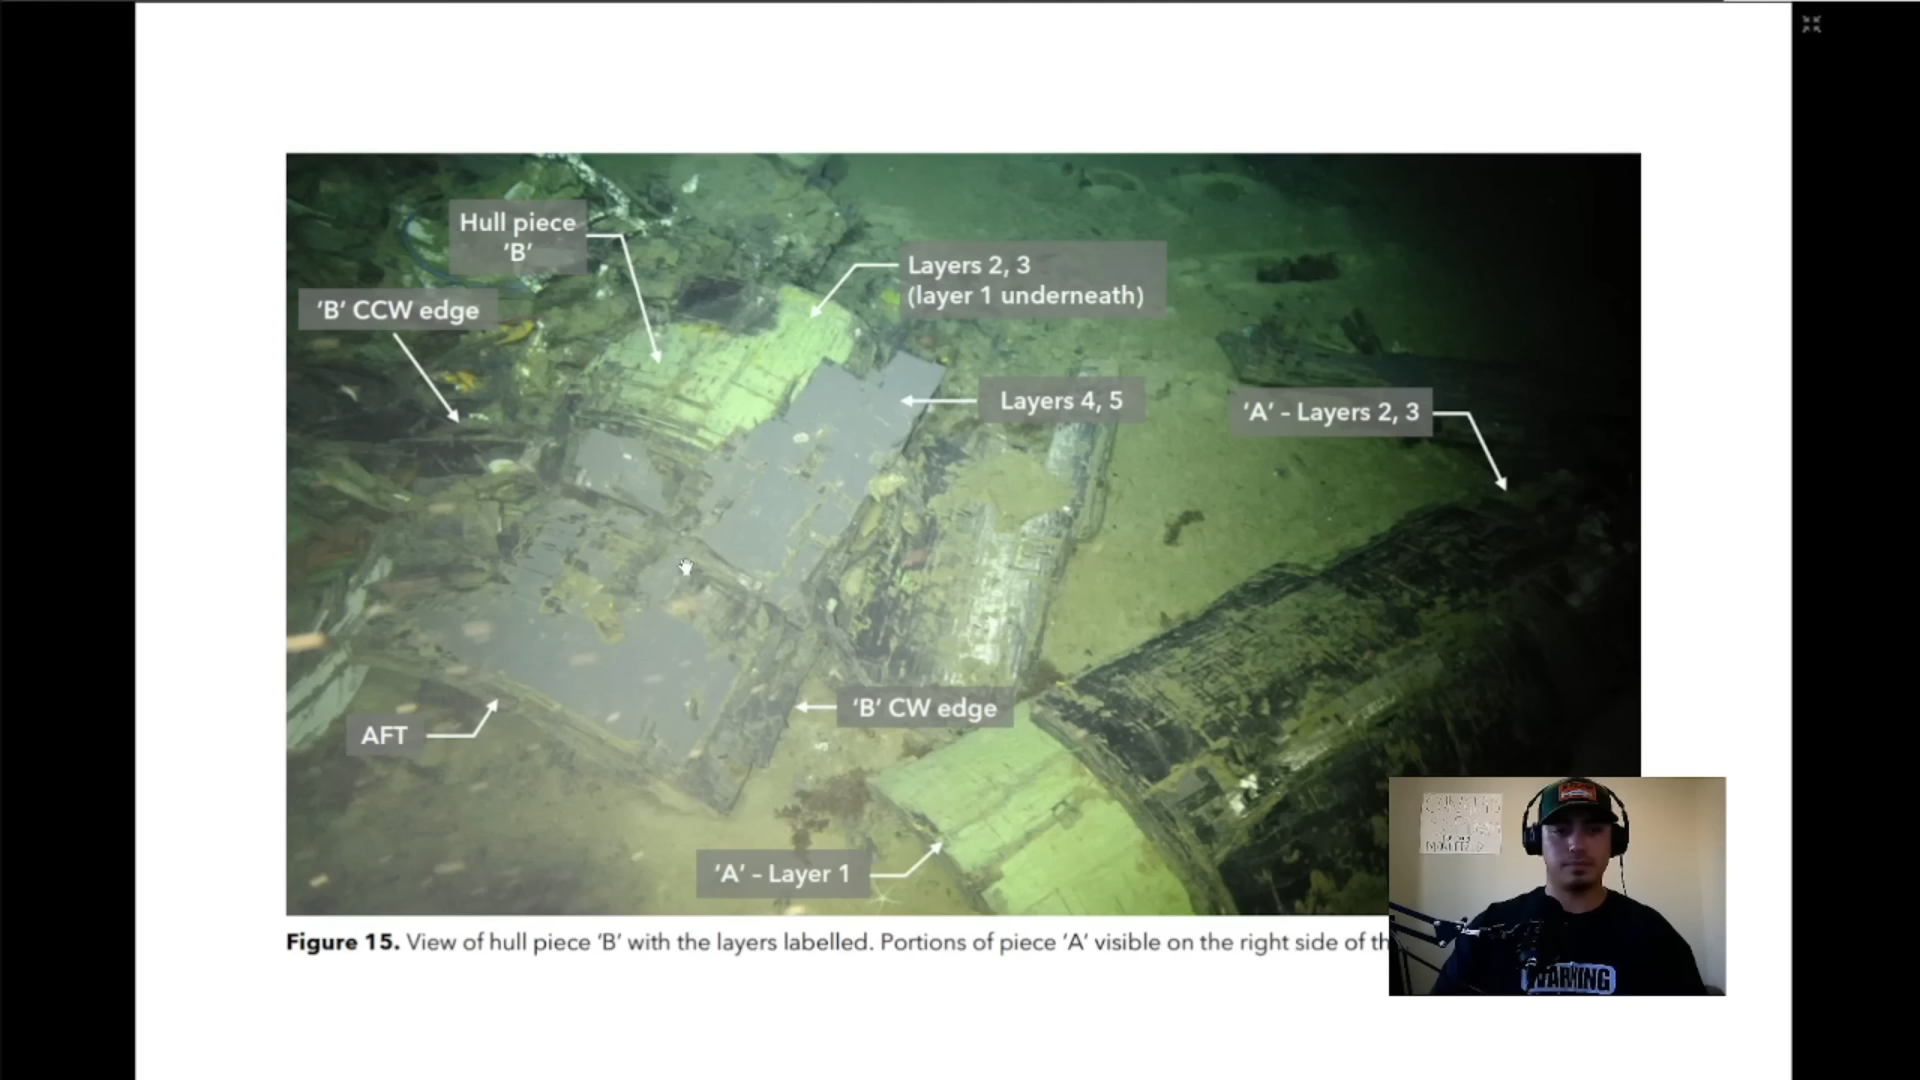 Hull piece
'B'
Layers 2, 3
(layer 1 underneath)
'B' CCW edge
Layers 4, 5
'A' – Layers 2, 3
'B' CW edge
AFT
'A' – Layer 1
Figure 15. View of hull piece 'B' with the layers labelled. Portions of piece 'A' visible on the right side of th
WARNING